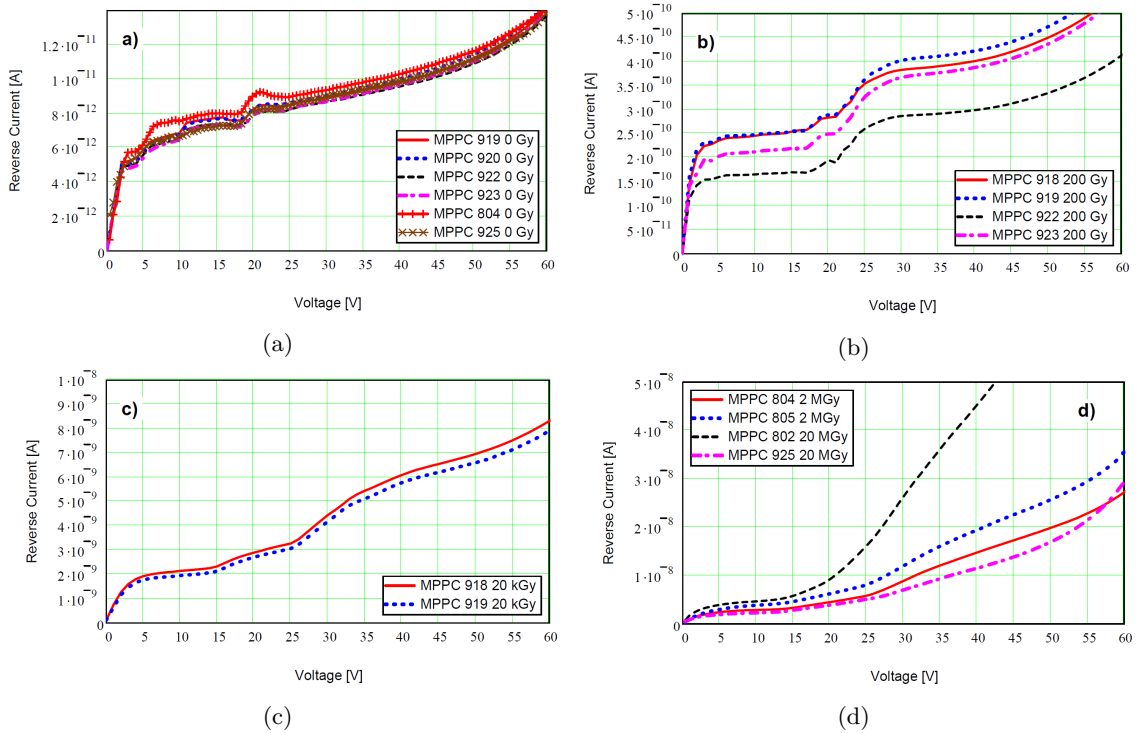 a)
Reverse Current [A]
1.2·10⁻¹¹
1·10⁻¹¹
8·10⁻¹²
6·10⁻¹²
4·10⁻¹²
2·10⁻¹²
0
MPPC 919 0 Gy
MPPC 920 0 Gy
MPPC 922 0 Gy
MPPC 923 0 Gy
MPPC 804 0 Gy
MPPC 925 0 Gy
0 5 10 15 20 25 30 35 40 45 50 55 60
Voltage [V]
(a)
b)
Reverse Current [A]
5·10⁻¹⁰
4.5·10⁻¹⁰
4·10⁻¹⁰
3.5·10⁻¹⁰
3·10⁻¹⁰
2.5·10⁻¹⁰
2·10⁻¹⁰
1.5·10⁻¹⁰
1·10⁻¹⁰
5·10⁻¹¹
0
MPPC 918 200 Gy
MPPC 919 200 Gy
MPPC 922 200 Gy
MPPC 923 200 Gy
0 5 10 15 20 25 30 35 40 45 50 55 60
Voltage [V]
(b)
c)
Reverse Current [A]
1·10⁻⁸
9·10⁻⁹
8·10⁻⁹
7·10⁻⁹
6·10⁻⁹
5·10⁻⁹
4·10⁻⁹
3·10⁻⁹
2·10⁻⁹
1·10⁻⁹
0
MPPC 918 20 kGy
MPPC 919 20 kGy
0 5 10 15 20 25 30 35 40 45 50 55 60
Voltage [V]
(c)
d)
Reverse Current [A]
5·10⁻⁸
4·10⁻⁸
3·10⁻⁸
2·10⁻⁸
1·10⁻⁸
0
MPPC 804 2 MGy
MPPC 805 2 MGy
MPPC 802 20 MGy
MPPC 925 20 MGy
0 5 10 15 20 25 30 35 40 45 50 55 60
Voltage [V]
(d)